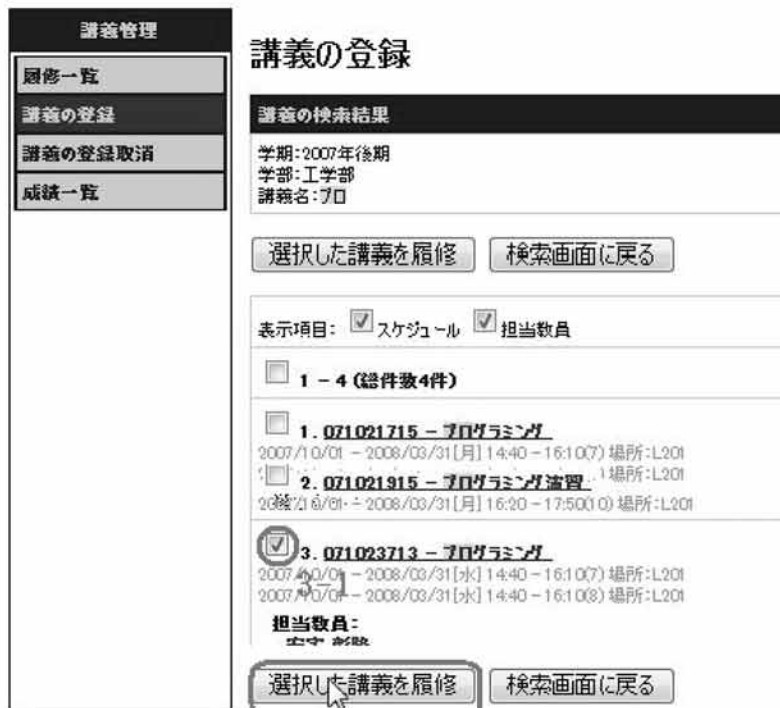 講義管理
履修一覧
講義の登録
講義の登録取消
成績一覧
講義の登録
講義の検索結果
学期:2007年後期
学部:工学部
講義名:プロ
選択した講義を履修 検索画面に戻る
表示項目: スケジュール 担当教員
1 - 4 (総件数4件)
1. 071021715 - プログラミング
2007/10/01 - 2008/03/31[月] 14:40 - 16:10(7) 場所:L201
場所:L201
2. 071021915 - プログラミング演習
2007/10/01 - 2008/03/31[月] 16:20 - 17:50(10) 場所:L201
3. 071023713 - プログラミング
2007/10/01 - 2008/03/31[水] 14:40 - 16:10(7) 場所:L201
2007/10/01 - 2008/03/31[水] 14:40 - 16:10(8) 場所:L201
3-1
担当教員:
選択した講義を履修 検索画面に戻る